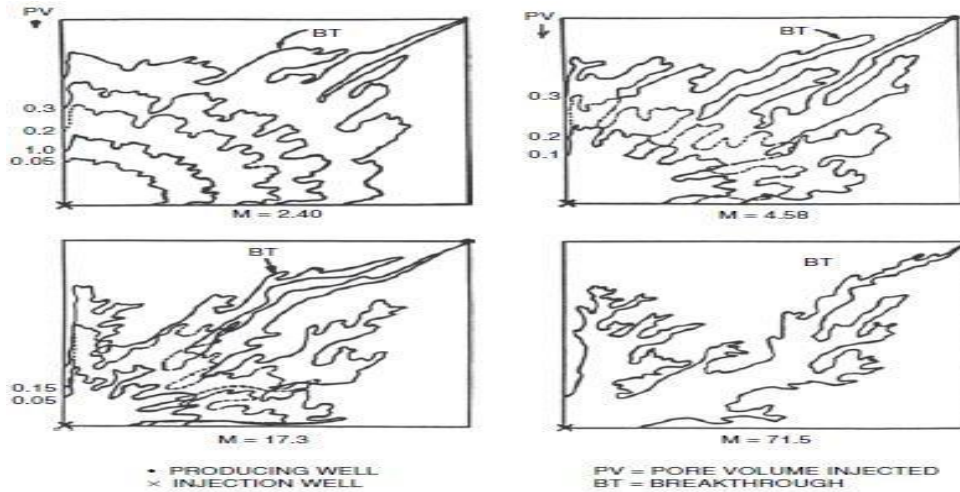 PV
BT
0.3
0.2
1.0
0.05
M = 2.40
PV
BT
0.3
0.2
0.1
M = 4.58
BT
0.15
0.05
M = 17.3
BT
M = 71.5
• PRODUCING WELL
× INJECTION WELL
PV = PORE VOLUME INJECTED
BT = BREAKTHROUGH